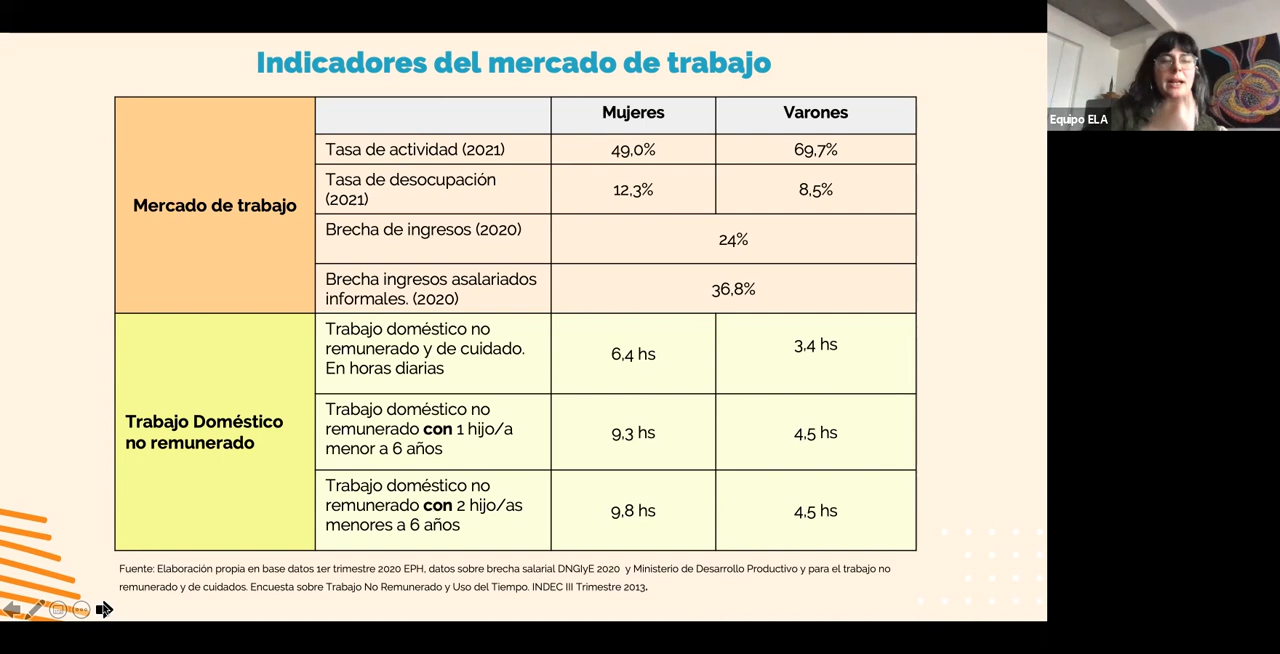 Indicadores del mercado de trabajo
Mujeres
Varones
Mercado de trabajo
Tasa de actividad (2021)
49,0%
69,7%
Tasa de desocupación
(2021)
12,3%
8,5%
Brecha de ingresos (2020)
24%
Brecha ingresos asalariados
informales. (2020)
36,8%
Trabajo Doméstico
no remunerado
Trabajo doméstico no
remunerado y de cuidado.
En horas diarias
6,4 hs
3,4 hs
Trabajo doméstico no
remunerado con 1 hijo/a
menor a 6 años
9,3 hs
4,5 hs
Trabajo doméstico no
remunerado con 2 hijo/as
menores a 6 años
9,8 hs
4,5 hs
Fuente: Elaboración propia en base datos 1er trimestre 2020 EPH, datos sobre brecha salarial DNGIyE 2020 y Ministerio de Desarrollo Productivo y para el trabajo no
remunerado y de cuidados. Encuesta sobre Trabajo No Remunerado y Uso del Tiempo. INDEC III Trimestre 2013.
Equipo ELA